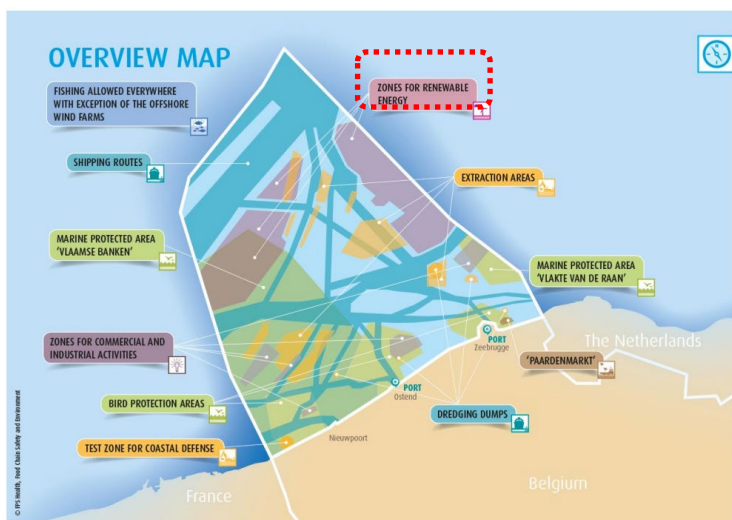 OVERVIEW MAP
FISHING ALLOWED EVERYWHERE
WITH EXCEPTION OF THE OFFSHORE
WIND FARMS
ZONES FOR RENEWABLE
ENERGY
SHIPPING ROUTES
EXTRACTION AREAS
MARINE PROTECTED AREA
'VLAAMSE BANKEN'
MARINE PROTECTED AREA
'VLAKTE VAN DE RAAN'
ZONES FOR COMMERCIAL AND
INDUSTRIAL ACTIVITIES
The Netherlands
PORT
Zeebrugge
'PAARDENMARKT'
PORT
Ostend
BIRD PROTECTION AREAS
DREDGING DUMPS
Nieuwpoort
TEST ZONE FOR COASTAL DEFENSE
France
Belgium
© FPS Health, Food Chain Safety and Environment